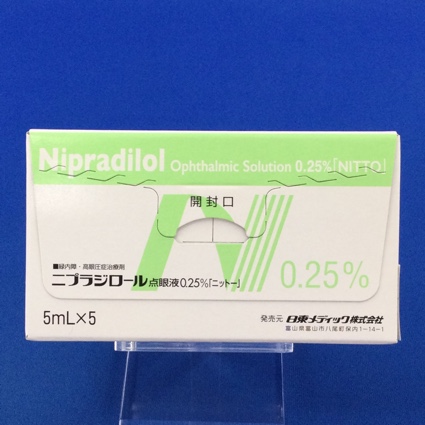 Nipradilol Ophthalmic Solution 0.25%「NITTO」
開封口
■緑内障・高眼圧症治療剤
ニプラジロール点眼液0.25%「ニットー」
0.25%
5mL×5
発売元 日東メディック株式会社
富山県富山市八尾町保内1-14-1